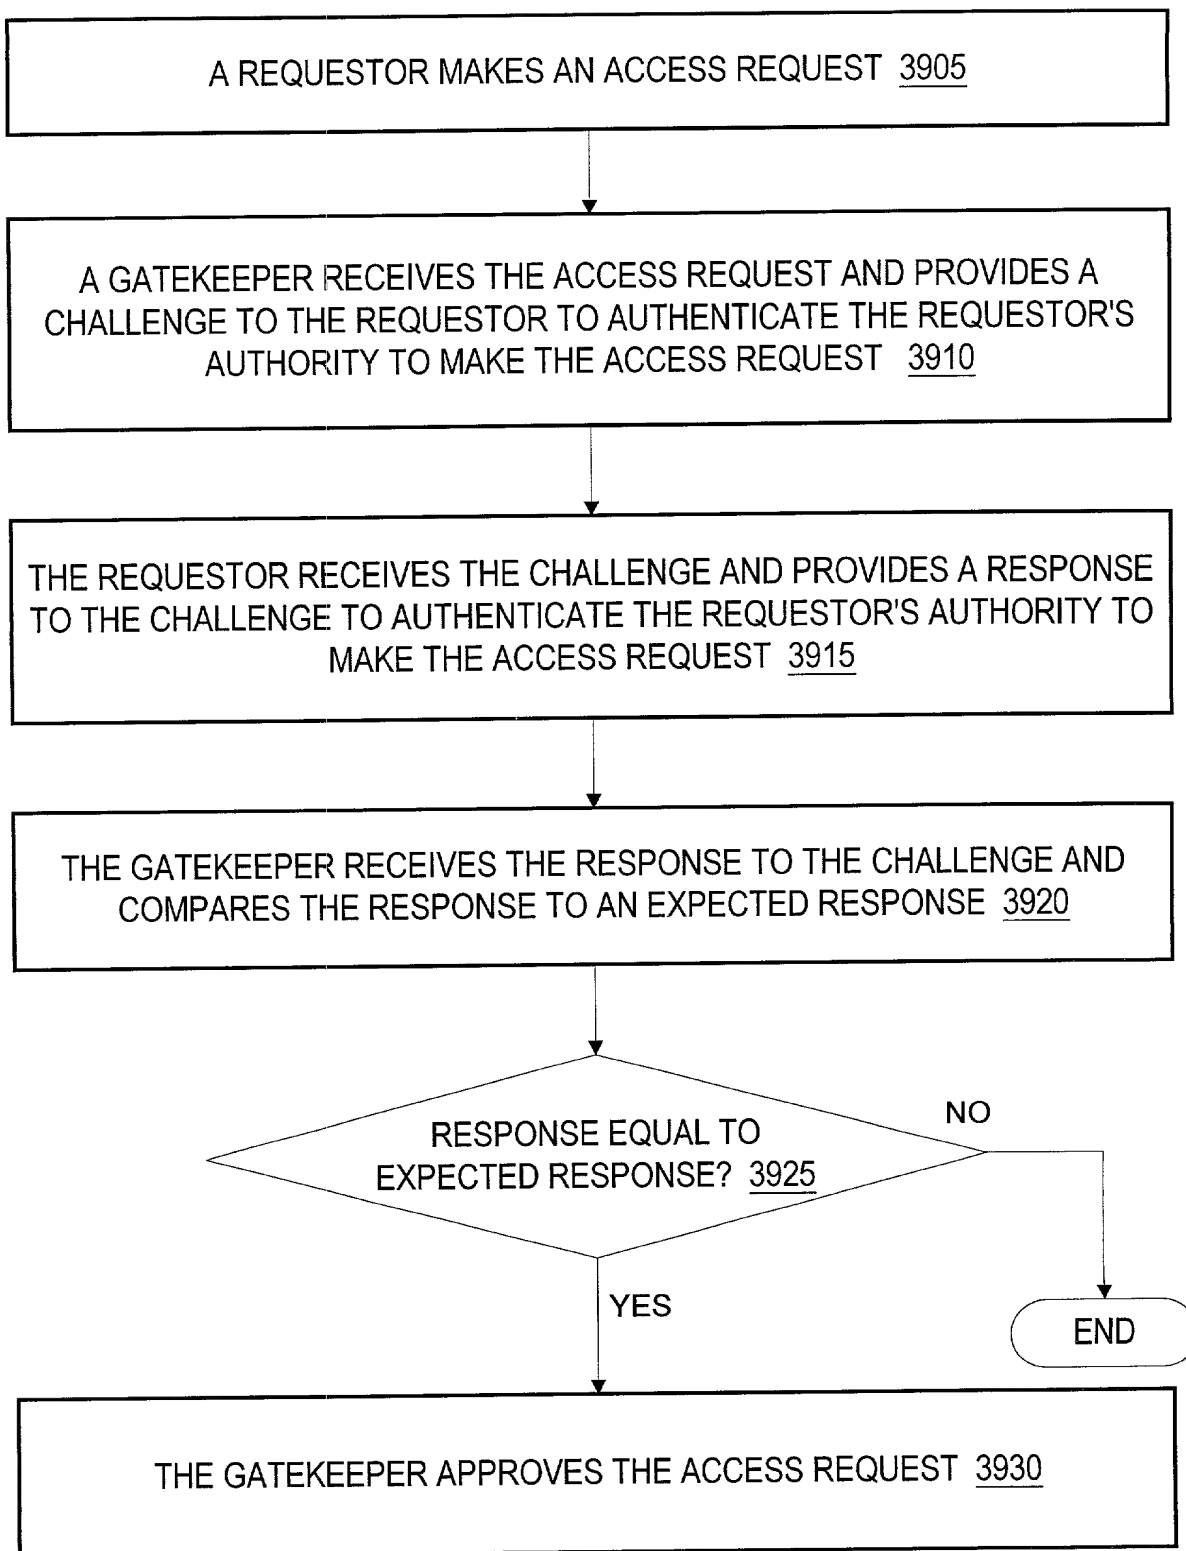 A REQUESTOR MAKES AN ACCESS REQUEST 3905
A GATEKEEPER RECEIVES THE ACCESS REQUEST AND PROVIDES A
CHALLENGE TO THE REQUESTOR TO AUTHENTICATE THE REQUESTOR'S
AUTHORITY TO MAKE THE ACCESS REQUEST 3910
THE REQUESTOR RECEIVES THE CHALLENGE AND PROVIDES A RESPONSE
TO THE CHALLENGE TO AUTHENTICATE THE REQUESTOR'S AUTHORITY TO
MAKE THE ACCESS REQUEST 3915
THE GATEKEEPER RECEIVES THE RESPONSE TO THE CHALLENGE AND
COMPARES THE RESPONSE TO AN EXPECTED RESPONSE 3920
RESPONSE EQUAL TO
EXPECTED RESPONSE? 3925
NO
YES
END
THE GATEKEEPER APPROVES THE ACCESS REQUEST 3930